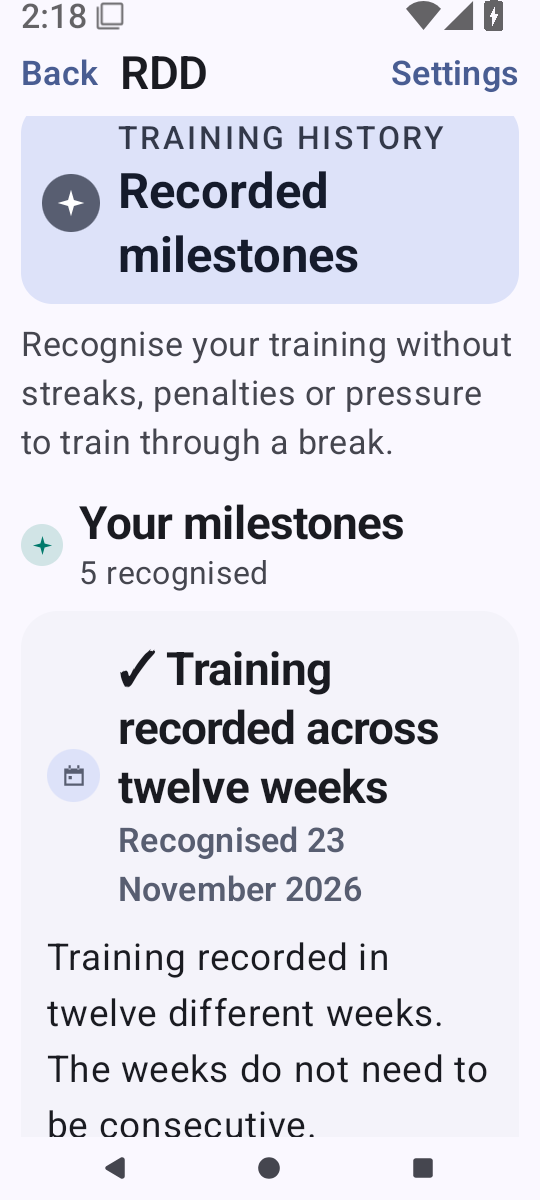 2:18
Back RDD Settings
TRAINING HISTORY
Recorded
milestones
Recognise your training without
streaks, penalties or pressure
to train through a break.
Your milestones
5 recognised
✓ Training
recorded across
twelve weeks
Recognised 23
November 2026
Training recorded in
twelve different weeks.
The weeks do not need to
be consecutive.